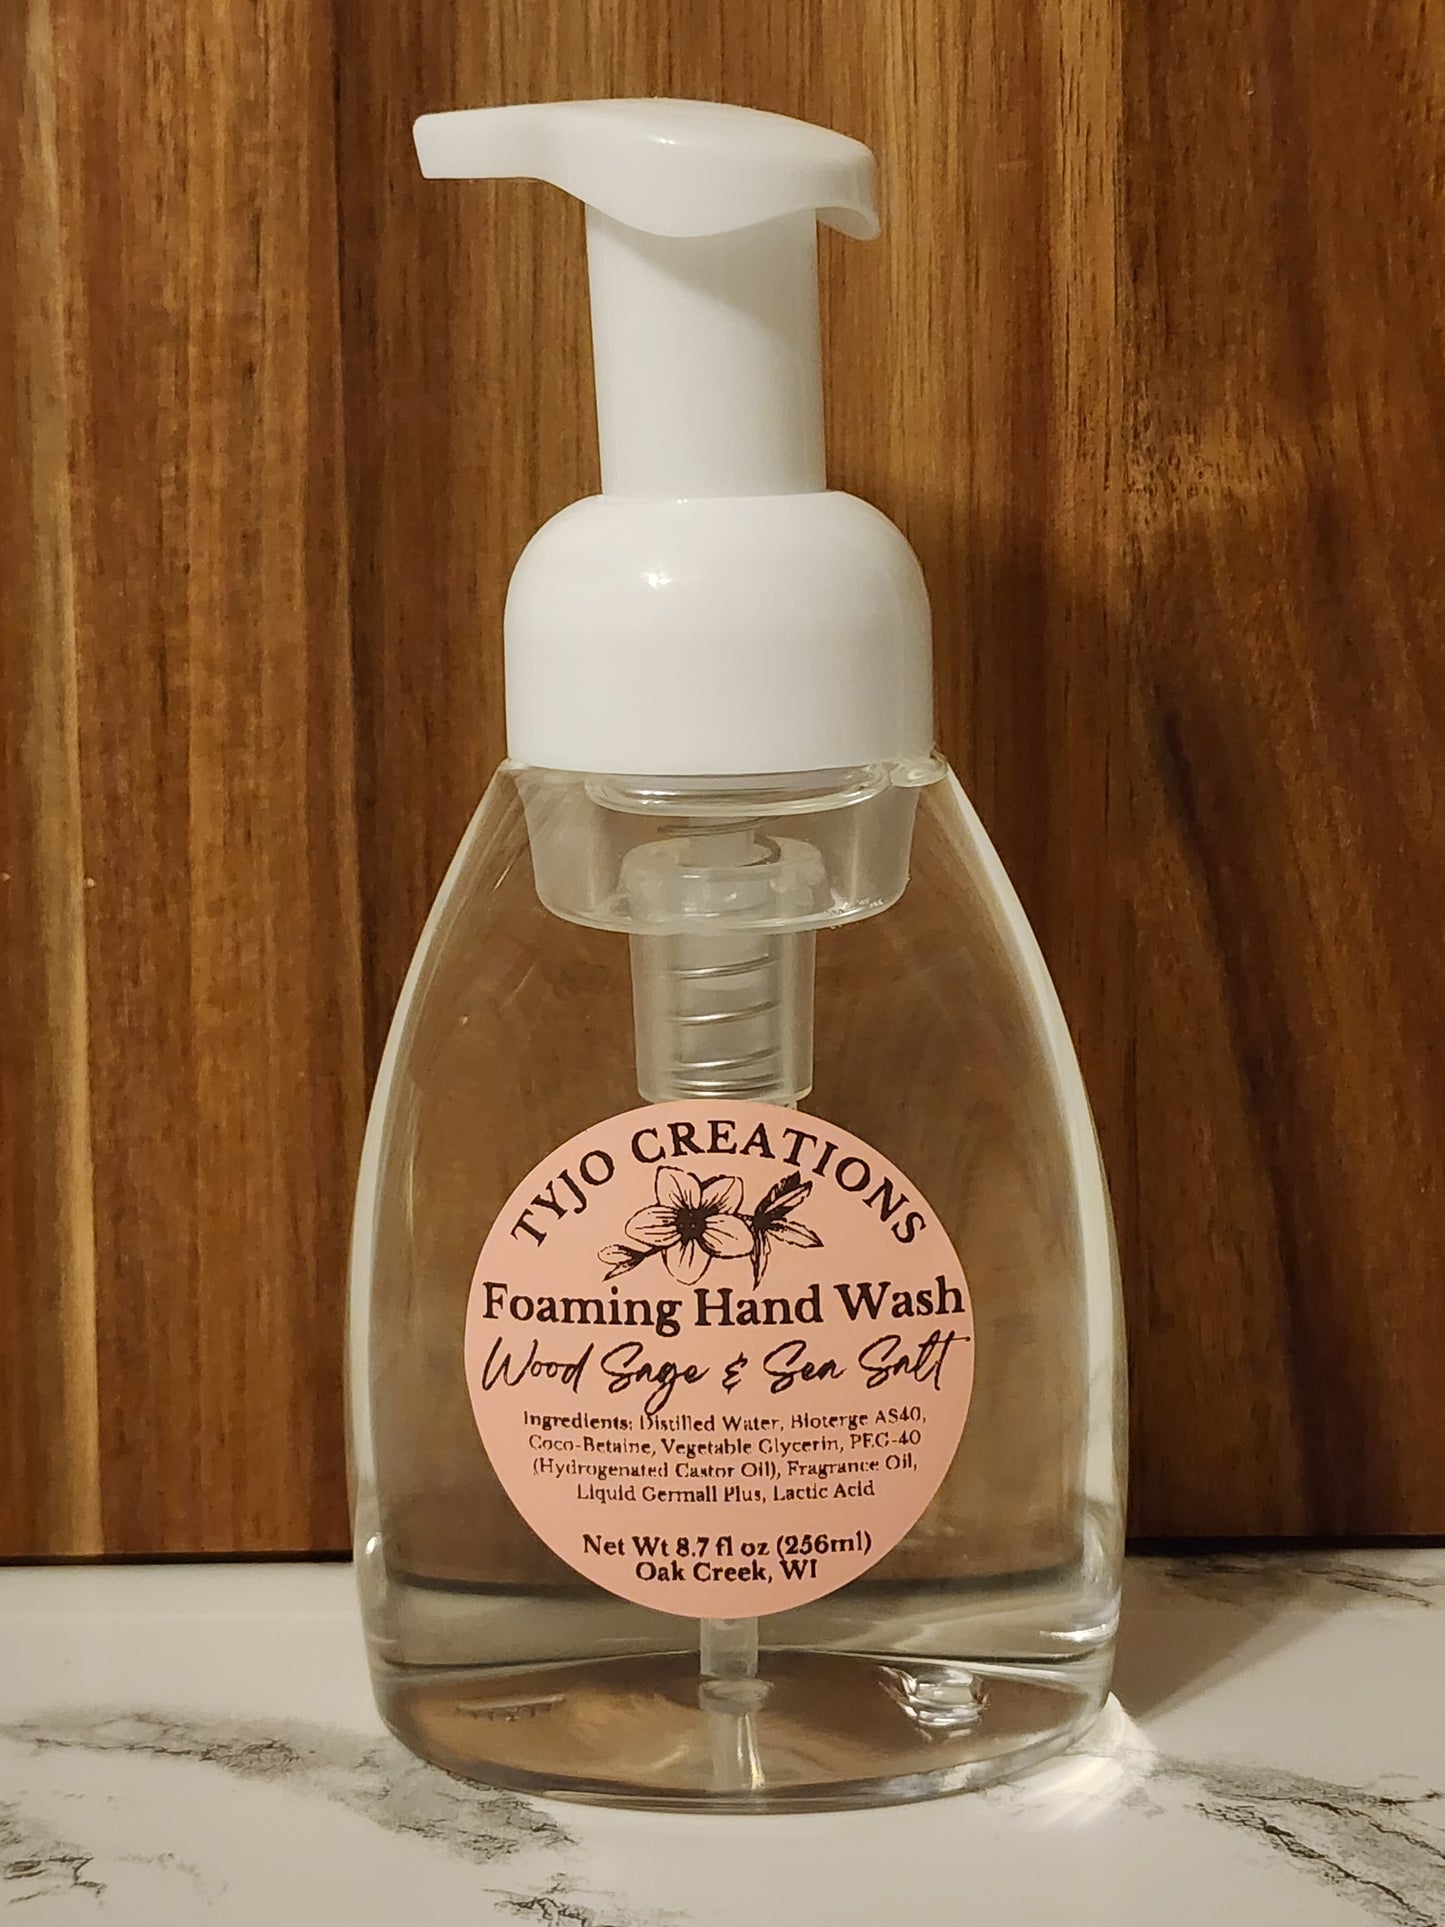 TYJO CREATIONS
Foaming Hand Wash
Wood Sage & Sea Salt
Ingredients: Distilled Water, Bioterge AS40,
Coco-Betaine, Vegetable Glycerin, PEG-40
(Hydrogenated Castor Oil), Fragrance Oil,
Liquid Germall Plus, Lactic Acid
Net Wt 8.7 fl oz (256ml)
Oak Creek, WI